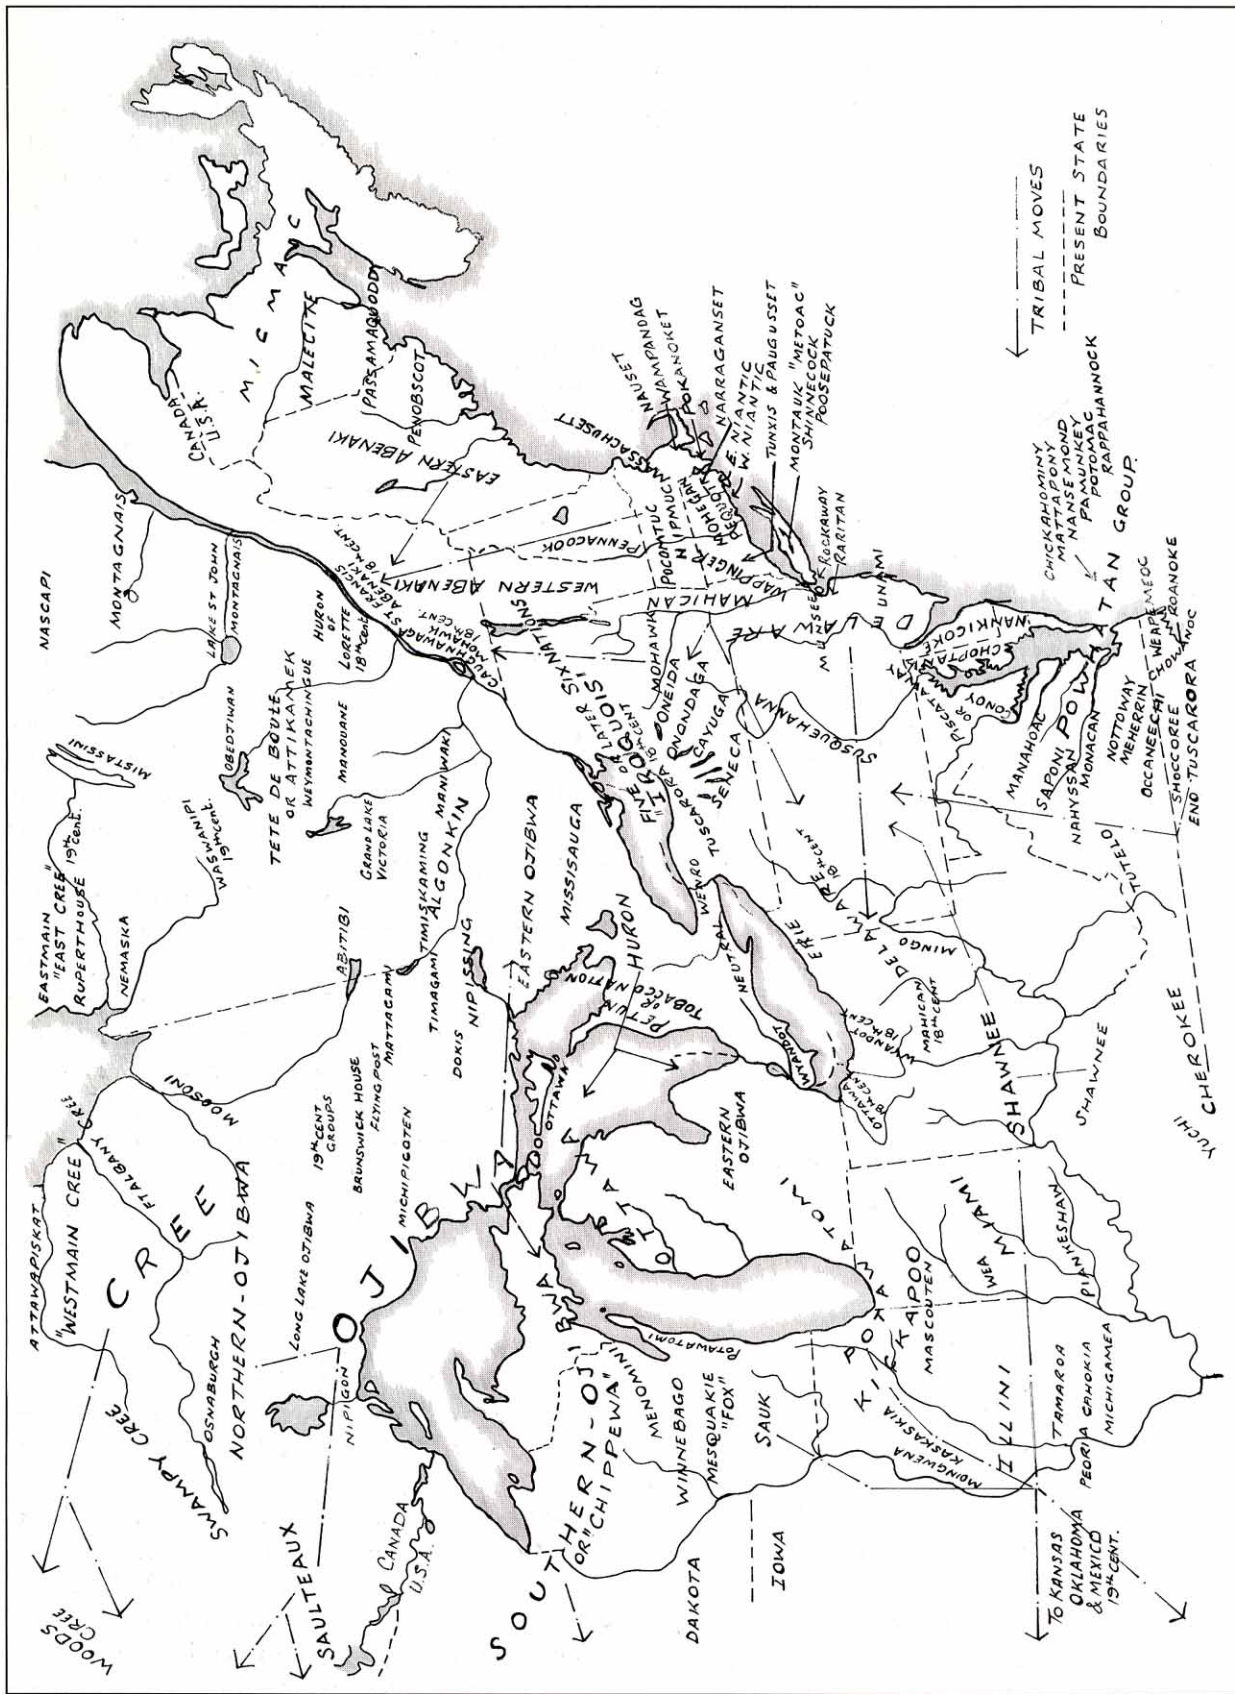 NASCAPI
MONTAGNAIS
LAKE ST JOHN
MONTAGNAIS
MISTASSINI
OBEDTIWAN
TETE DE BOULE
OR ATTIKAMEK
WEYMONTACHINGUE
MANOUANE
HURON
OF
LORETTE
18th CENT.
ST FRANCIS
ABENAKI
18th CENT.
CAUGHNAWAGA
MOHAWK
18th CENT.
CANADA
U.S.A.
MICMAC
MALECITE
PASSAMAQUODDY
PENOBSCOT
EASTERN ABENAKI
WESTERN ABENAKI
PENNACOOK
MASSACHUSETT
NAUSET
WAMPANOAG
POKANOKET
NARRAGANSET
E. NIANTIC
W. NIANTIC
TUNXIS & PAUGUSSET
MONTAUK "METOAC"
SHINNECOCK
POOSEPATUCK
POCOMTUC
NIPMUC
MOHEGAN
PEQUOT
WAPPINGER
MAHICAN
ROCKAWAY
RARITAN
MUNSEE
DELAWARE
UNAMI
EASTMAIN
"EAST CREE"
RUPERTHOUSE 19th CENT.
NEMASKA
WASWANIPI
19th CENT.
GRAND LAKE
VICTORIA
ABITIBI
TIMISKAMING
ALGONKIN
MANIWAKI
TIMAGAMI
MATTAGAMI
DOKIS
NIPISSING
EASTERN OJIBWA
MISSISAUGA
FIVE OR LATER SIX NATIONS
"IROQUOIS"
MOHAWK
ONEIDA
ONONDAGA
CAYUGA
SENECA
TUSCARORA 18th CENT
WENRO
NEUTRAL
HURON
PETUN
OR
TOBACCO NATION
ERIE
SUSQUEHANNA
NANTICOKE
CHOPTANK
PISCATAWAY
OR
CONOY
MANAHOAC
SAPONI
NAHYSSAN
MONACAN
POWHATAN GROUP.
CHICKAHOMINY
MATTAPONY
NANSEMOND
PAMUNKEY
POTOMAC
RAPPAHANNOCK
NOTTOWAY
MEHERRIN
OCCANEECHI
WEAPEMEOC
CHOWANOC
ROANOKE
SHOCCOREE
END-TUSCARORA
TUTELO
TRIBAL MOVES
PRESENT STATE
BOUNDARIES
ATTAWAPISKAT
"WESTMAIN CREE"
FT ALBANY CREE
MOOSONI
CREE
SWAMPY CREE
WOODS
CREE
OSNABURGH
NORTHERN-OJIBWA
LONG LAKE OJIBWA
19th CENT
GROUPS
BRUNSWICK HOUSE
FLYING POST
MICHIPIGOTEN
NIPIGON
OJIBWAY
SAULTEAUX
CANADA
U.S.A.
SOUTHERN-OJIBWA
OR "CHIPPEWA"
OTTAWA
OTTAWA
EASTERN
OJIBWA
WYANDOT
OTTAWA
18th CENT
WYANDOT
18th CENT
MAHICAN
18th CENT
DELAWARE
18th CENT
MINGO
SHAWNEE
SHAWNEE
YUCHI
CHEROKEE
MENOMINI
WINNEBAGO
MESQUAKIE
"FOX"
SAUK
POTAWATOMI
POTAWATOMI
KICKAPOO
MASCOUTEN
MIAMI
WEA
PIANKESHAW
ILLINI
KASKASKIA
MOINGWENA
TAMAROA
PEORIA
CAHOKIA
MICHIGAMEA
DAKOTA
IOWA
TO KANSAS
OKLAHOMA
& MEXICO
19th CENT.